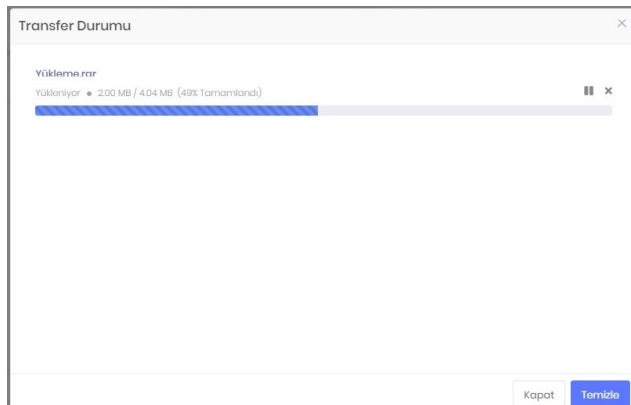 Transfer Durumu
Yükleme.rar
Yükleniyor ● 2.00 MB / 4.04 MB (49% Tamamlandı)
Kapat Temizle